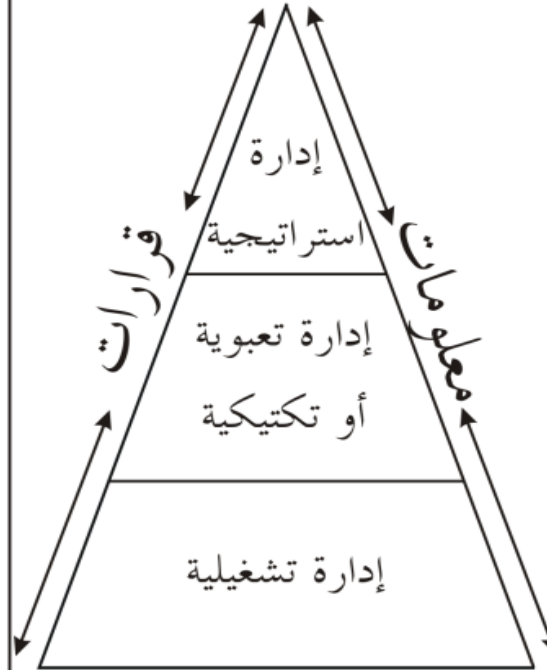 إدارة
استراتيجية
قرارات
معلومات
إدارة تعبوية
أو تكتيكية
إدارة تشغيلية